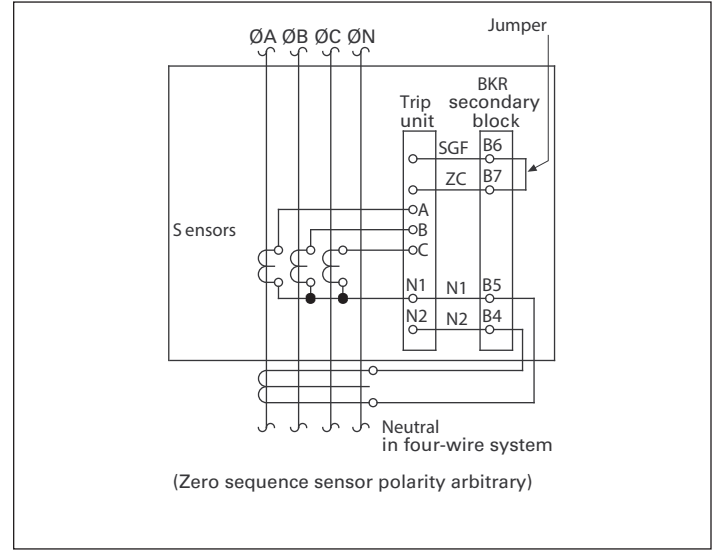 Jumper
ØA ØB ØC ØN
BKR
Trip secondary
unit block
SGF B6
ZC B7
A
Sensors
B
C
N1 N1 B5
N2 N2 B4
Neutral
in four-wire system
(Zero sequence sensor polarity arbitrary)